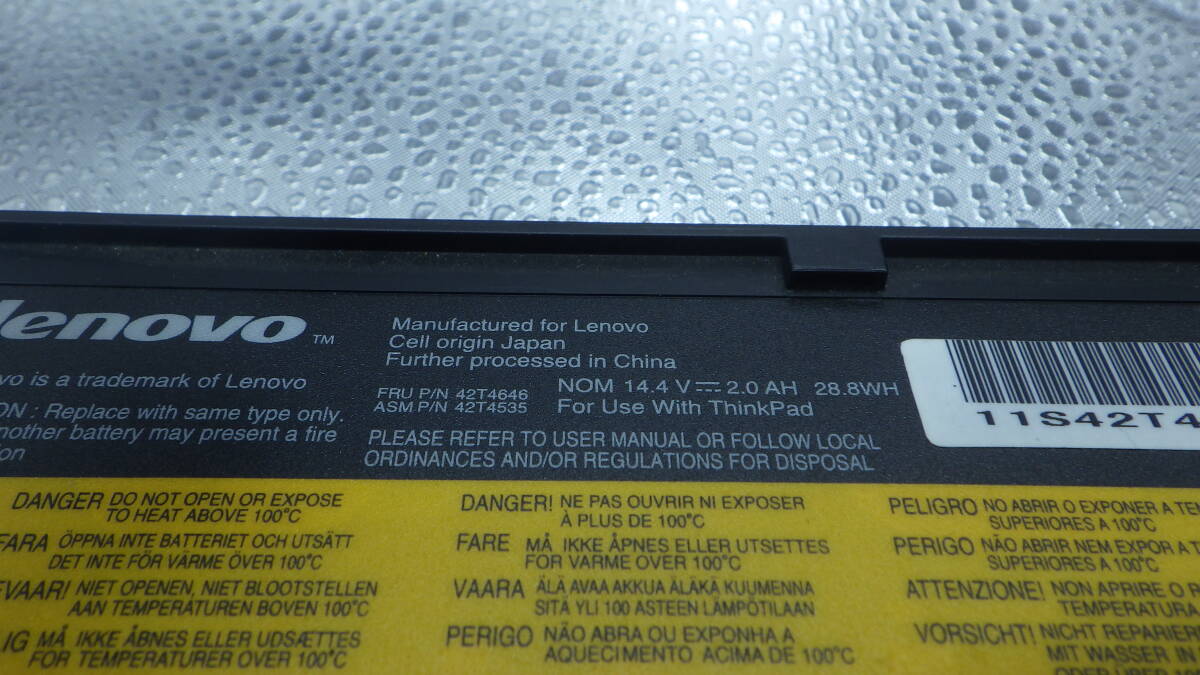 lenovo™
vo is a trademark of Lenovo
ON : Replace with same type only.
nother battery may present a fire
on
Manufactured for Lenovo
Cell origin Japan
Further processed in China
FRU P/N 42T4646
ASM P/N 42T4535
NOM 14.4 V ⎓ 2.0 AH 28.8WH
For Use With ThinkPad
PLEASE REFER TO USER MANUAL OR FOLLOW LOCAL
ORDINANCES AND/OR REGULATIONS FOR DISPOSAL
11S42T4
DANGER DO NOT OPEN OR EXPOSE
TO HEAT ABOVE 100°C
FARA ÖPPNA INTE BATTERIET OCH UTSÄTT
DET INTE FÖR VÄRME ÖVER 100°C
EVAAR! NIET OPENEN, NIET BLOOTSTELLEN
AAN TEMPERATUREN BOVEN 100°C
IG MÅ IKKE ÅBNES ELLER UDSÆTTES
FOR TEMPERATURER OVER 100°C
DANGER! NE PAS OUVRIR NI EXPOSER
À PLUS DE 100°C
FARE MÅ IKKE ÅPNES ELLER UTSETTES
FOR VARME OVER 100°C
VAARA ÄLÄ AVAA AKKUA ÄLÄKÄ KUUMENNA
SITÄ YLI 100 ASTEEN LÄMPÖTILAAN
PERIGO NÃO ABRA OU EXPONHA A
AQUECIMENTO ACIMA DE 100°C
PELIGRO NO ABRIR O EXPONER A TE
SUPERIORES A 100°C
PERIGO NÃO ABRIR NEM EXPOR A T
SUPERIORES A 100°C
ATTENZIONE! NON APRIRE O
TEMPERATURA
VORSICHT! NICHT REPARIER
MIT WASSER IN
ODER ÜBER 100